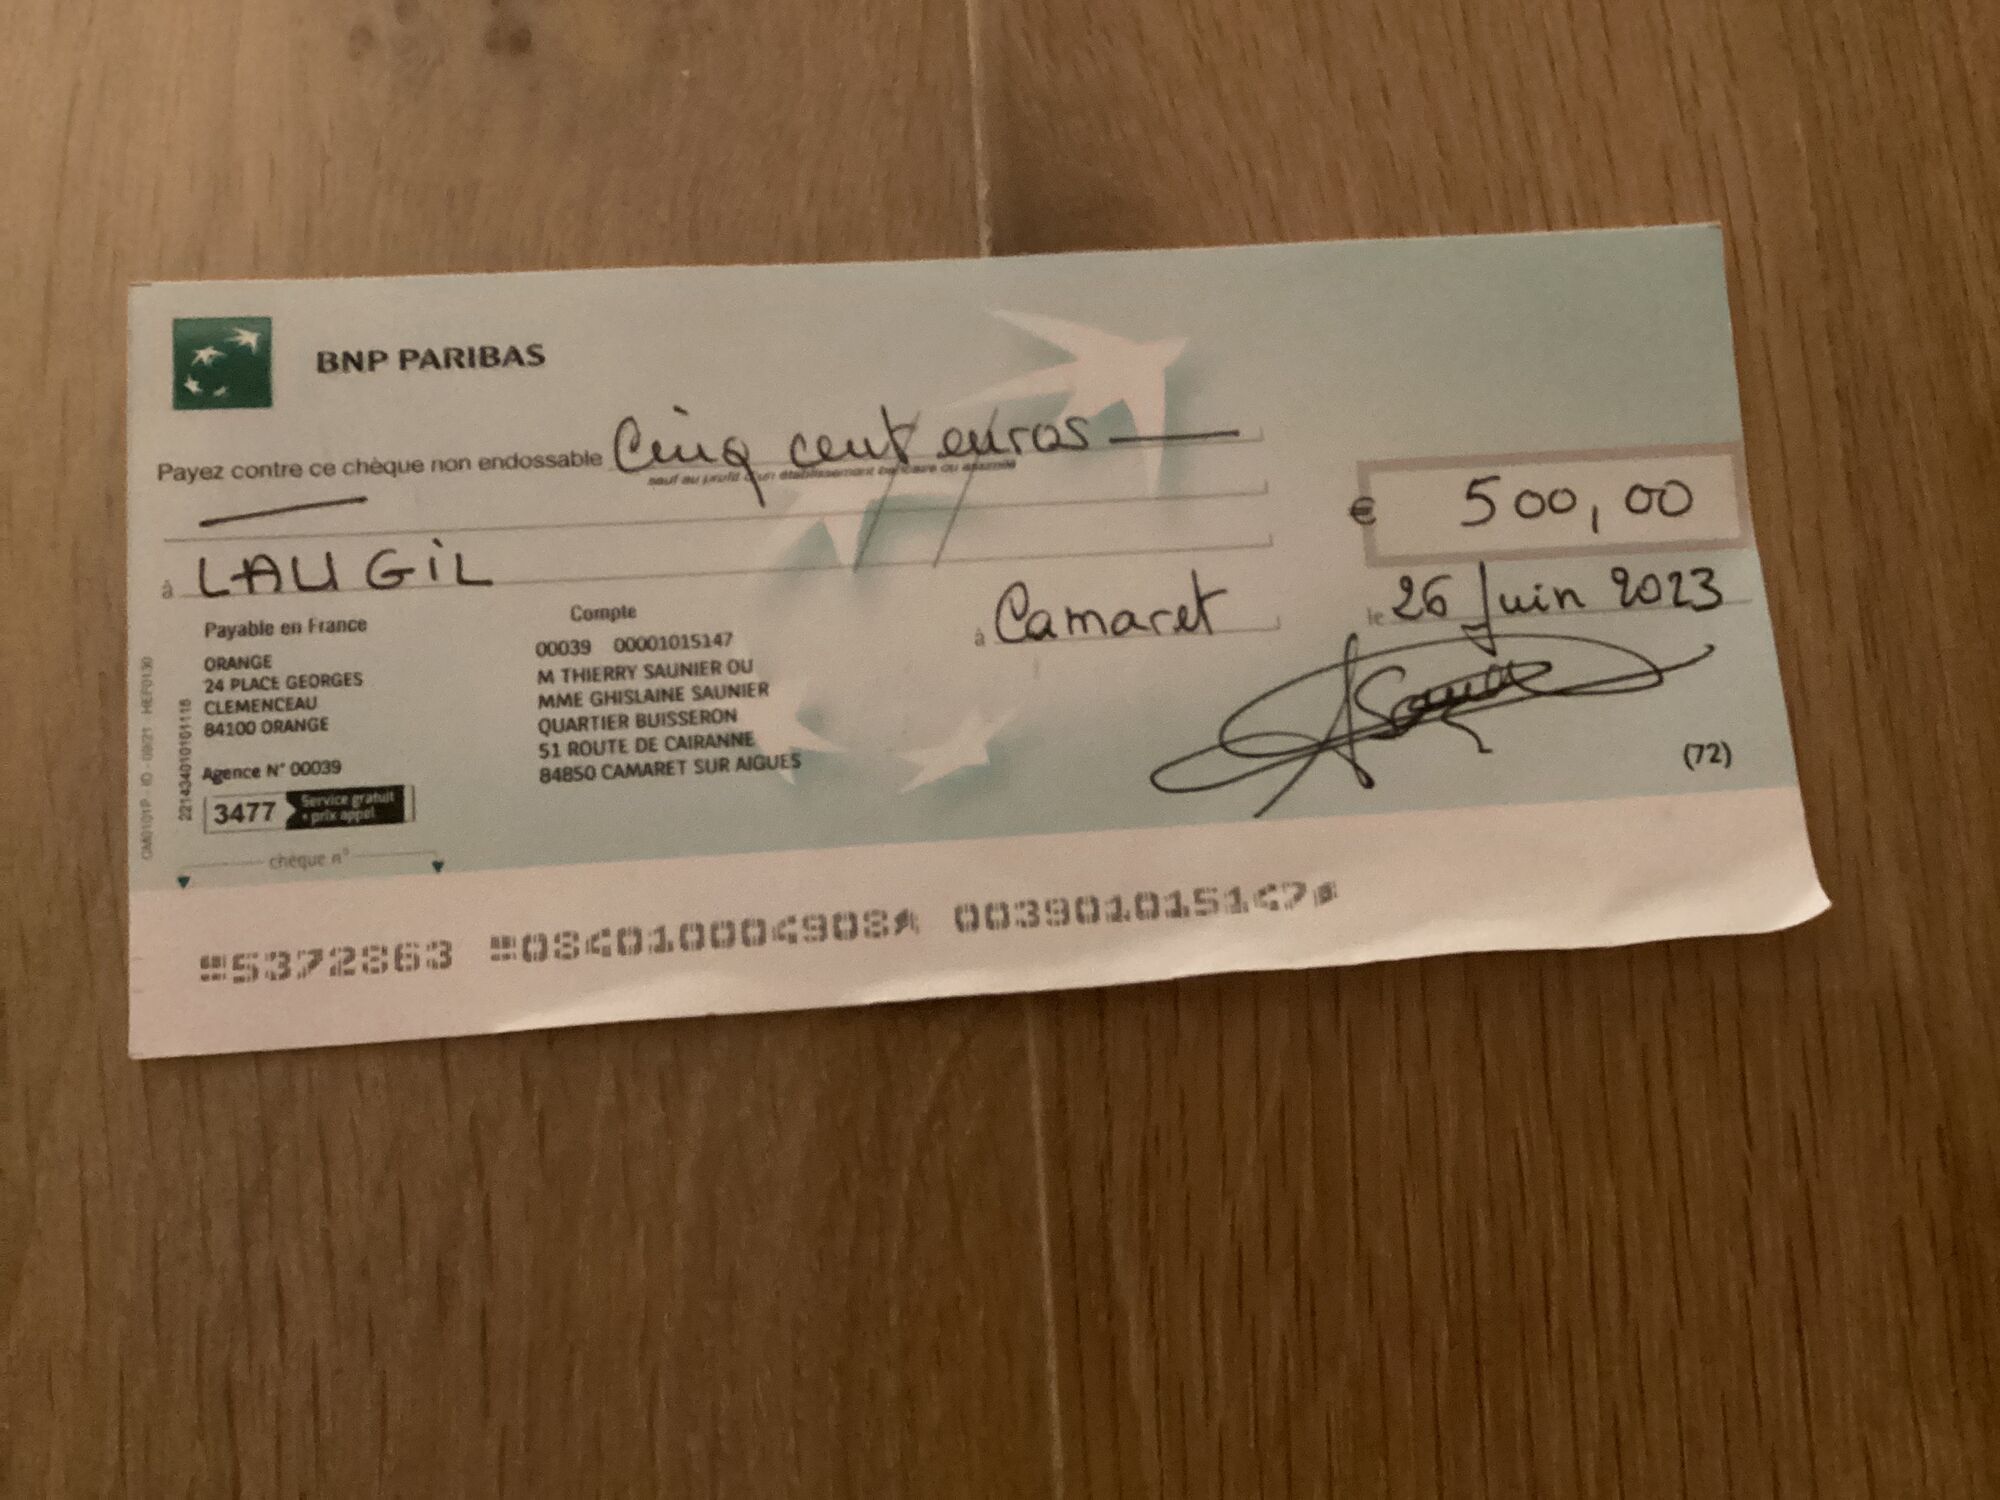 BNP PARIBAS
Payez contre ce chèque non endossable Cinq cent euros
sauf au profit d'un établissement bancaire ou assimilé
€ 500,00
à LAUGIL
Payable en France
ORANGE
24 PLACE GEORGES
CLEMENCEAU
84100 ORANGE
Agence N° 00039
3477 Service gratuit
+ prix appel
chèque n°
Compte
00039 00001015147
M THIERRY SAUNIER OU
MME GHISLAINE SAUNIER
QUARTIER BUISSERON
51 ROUTE DE CAIRANNE
84850 CAMARET SUR AIGUES
à Camaret
le 26 Juin 2023
(72)
5372863 084010004908 003901015147